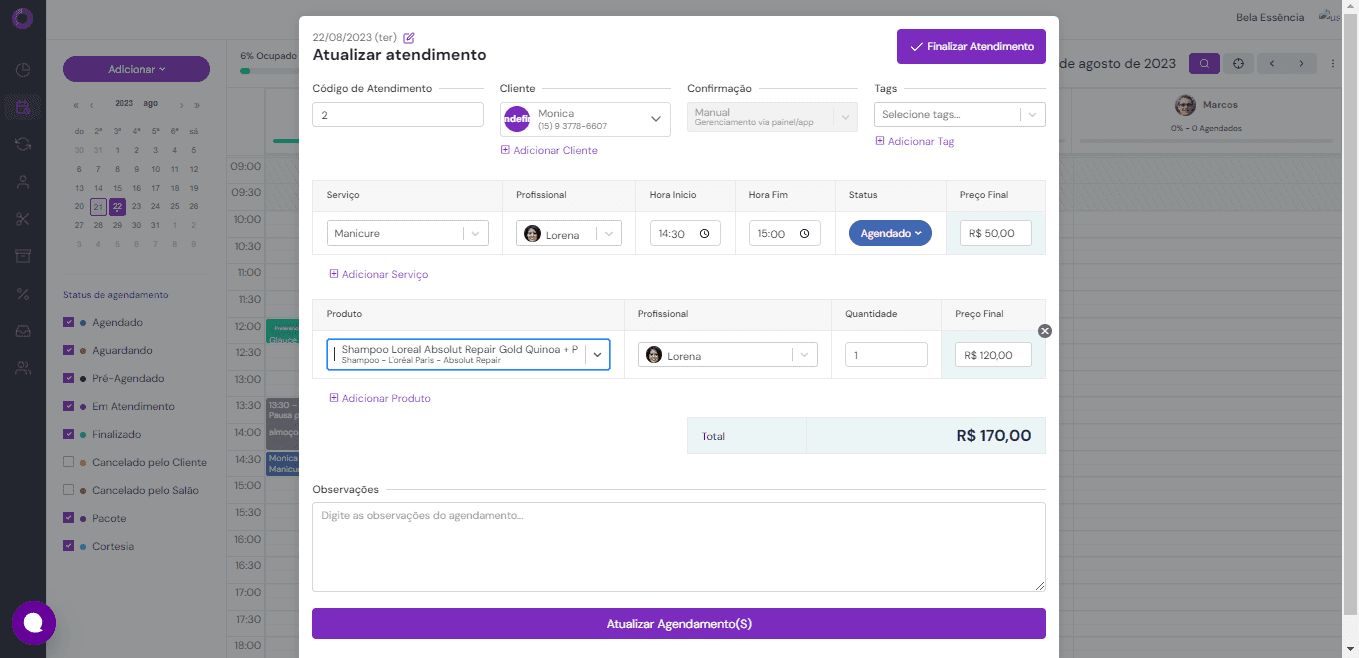 Bela Essência
22/08/2023 (ter)
Atualizar atendimento
Finalizar Atendimento
Código de Atendimento
2
Cliente
ndefin
Monica
(15) 9 3778-6607
Adicionar Cliente
Confirmação
Manual
Gerenciamento via painel/app
Tags
Selecione tags...
Adicionar Tag
Serviço
Profissional
Hora Inicio
Hora Fim
Status
Preço Final
Manicure
Lorena
14:30
15:00
Agendado
R$ 50,00
Adicionar Serviço
Produto
Profissional
Quantidade
Preço Final
Shampoo Loreal Absolut Repair Gold Quinoa + P
Shampoo - L'oréal Paris - Absolut Repair
Lorena
1
R$ 120,00
Adicionar Produto
Total
R$ 170,00
Observações
Digite as observações do agendamento...
Atualizar Agendamento(S)
Adicionar
2023 ago
do 2ª 3ª 4ª 5ª 6ª sá
30 31 1 2 3 4 5
6 7 8 9 10 11 12
13 14 15 16 17 18 19
20 21 22 23 24 25 26
27 28 29 30 31 1 2
3 4 5 6 7 8 9
Status de agendamento
Agendado
Aguardando
Pré-Agendado
Em Atendimento
Finalizado
Cancelado pelo Cliente
Cancelado pelo Salão
Pacote
Cortesia
6% Ocupado
de agosto de 2023
Marcos
0% - 0 Agendados
09:00
09:30
10:00
10:30
11:00
11:30
12:00
12:30
13:00
13:30
14:00
14:30
15:00
15:30
16:00
16:30
17:00
17:30
18:00
Glauce
13:30 -
Pausa p
almoço
Monica
Manicur